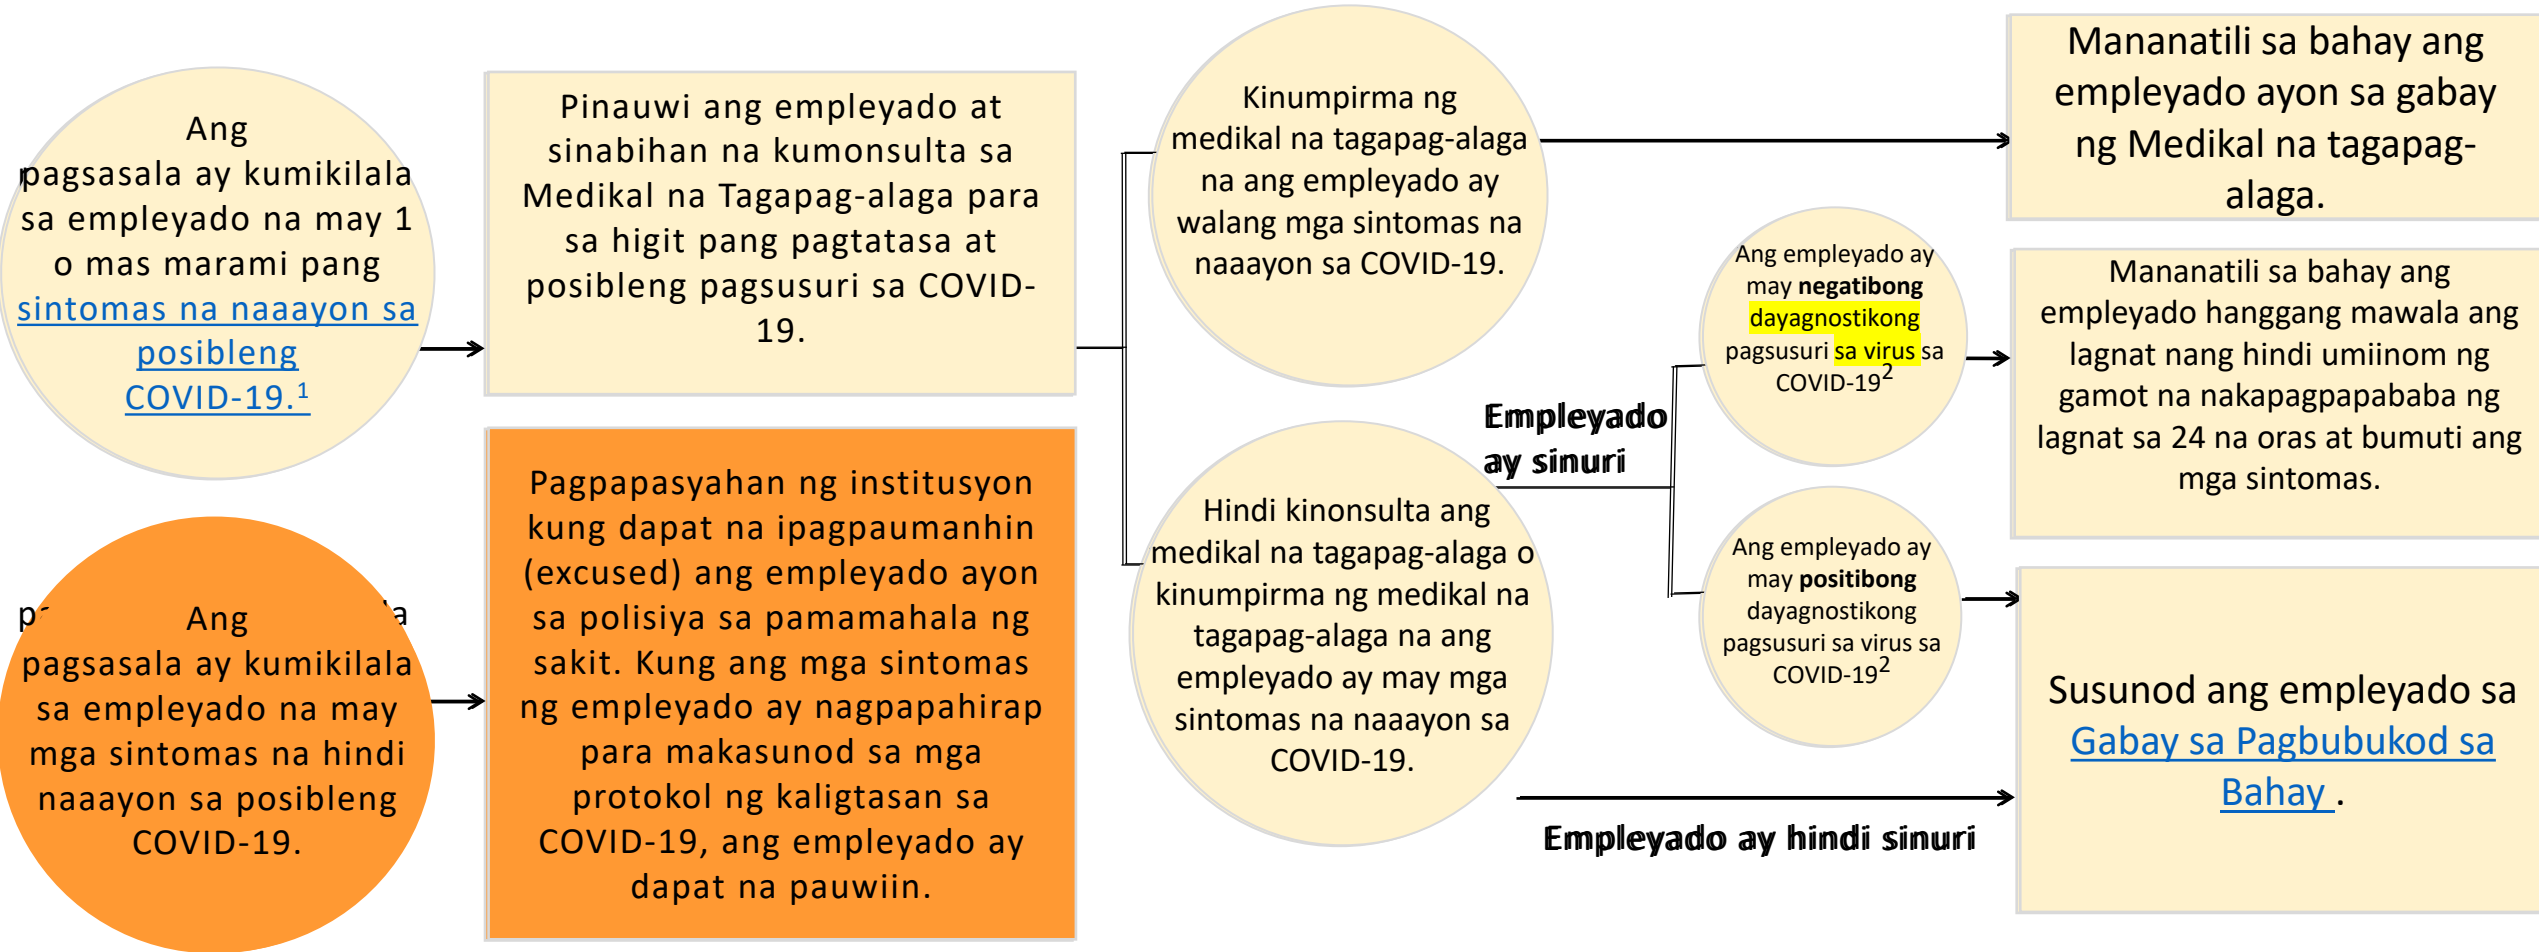 Ang
pagsasala ay kumikilala
sa empleyado na may 1
o mas marami pang
sintomas na naaayon sa
posibleng
COVID-19.1
Pinauwi ang empleyado at
sinabihan na kumonsulta sa
Medikal na Tagapag-alaga para
sa higit pang pagtatasa at
posibleng pagsusuri sa COVID-
19.
Kinumpirma ng
medikal na tagapag-alaga
na ang empleyado ay
walang mga sintomas na
naaayon sa COVID-19.
Mananatili sa bahay ang
empleyado ayon sa gabay
ng Medikal na tagapag-
alaga.
Hindi kinonsulta ang
medikal na tagapag-alaga o
kinumpirma ng medikal na
tagapag-alaga na ang
empleyado ay may mga
sintomas na naaayon sa
COVID-19.
Empleyado
ay sinuri
Ang empleyado ay
may negatibong
dayagnostikong
pagsusuri sa virus sa
COVID-192
Mananatili sa bahay ang
empleyado hanggang mawala ang
lagnat nang hindi umiinom ng
gamot na nakapagpapababa ng
lagnat sa 24 na oras at bumuti ang
mga sintomas.
Ang empleyado ay
may positibong
dayagnostikong
pagsusuri sa virus sa
COVID-192
Susunod ang empleyado sa
Gabay sa Pagbubukod sa
Bahay .
Empleyado ay hindi sinuri
Ang
pagsasala ay kumikilala
sa empleyado na may
mga sintomas na hindi
naaayon sa posibleng
COVID-19.
Pagpapasyahan ng institusyon
kung dapat na ipagpaumanhin
(excused) ang empleyado ayon
sa polisiya sa pamamahala ng
sakit. Kung ang mga sintomas
ng empleyado ay nagpapahirap
para makasunod sa mga
protokol ng kaligtasan sa
COVID-19, ang empleyado ay
dapat na pauwiin.